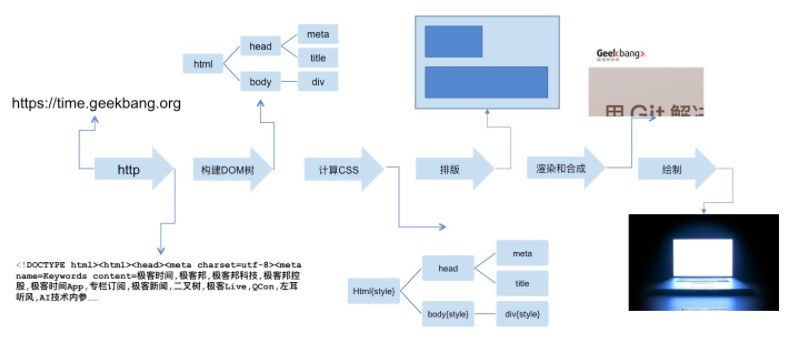 meta
head
title
html
body
div
Geekbang>.
https://time.geekbang.org
用 Git 解决
http
构建DOM树
计算CSS
排版
渲染和合成
绘制
<!DOCTYPE html><html><head><meta charset=utf-8><meta
name=Keywords content=极客时间,极客邦,极客邦科技,极客邦控
股,极客时间App,专栏订阅,极客新闻,二叉树,极客Live,QCon,左耳
听风,AI技术内参……
meta
head
title
Html{style}
body{style}
div{style}